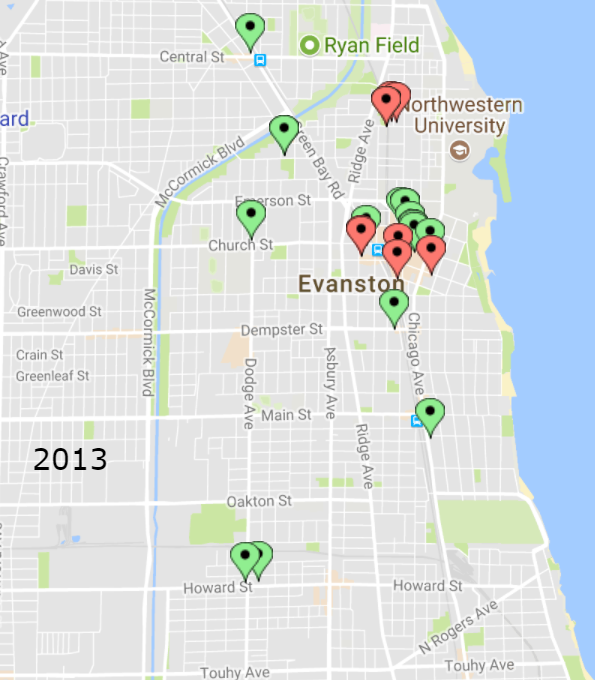 Central St
Ryan Field
Northwestern
University
Ridge Ave
McCormick Blvd
Green Bay Rd
Emerson St
Crawford Ave
Church St
Davis St
Evanston
Greenwood St
McCormick Blvd
Dempster St
Chicago Ave
Crain St
Greenleaf St
Dodge Ave
Asbury Ave
Main St
Ridge Ave
2013
Oakton St
Howard St
Howard St
N Rogers Ave
Touhy Ave
Touhy Ave